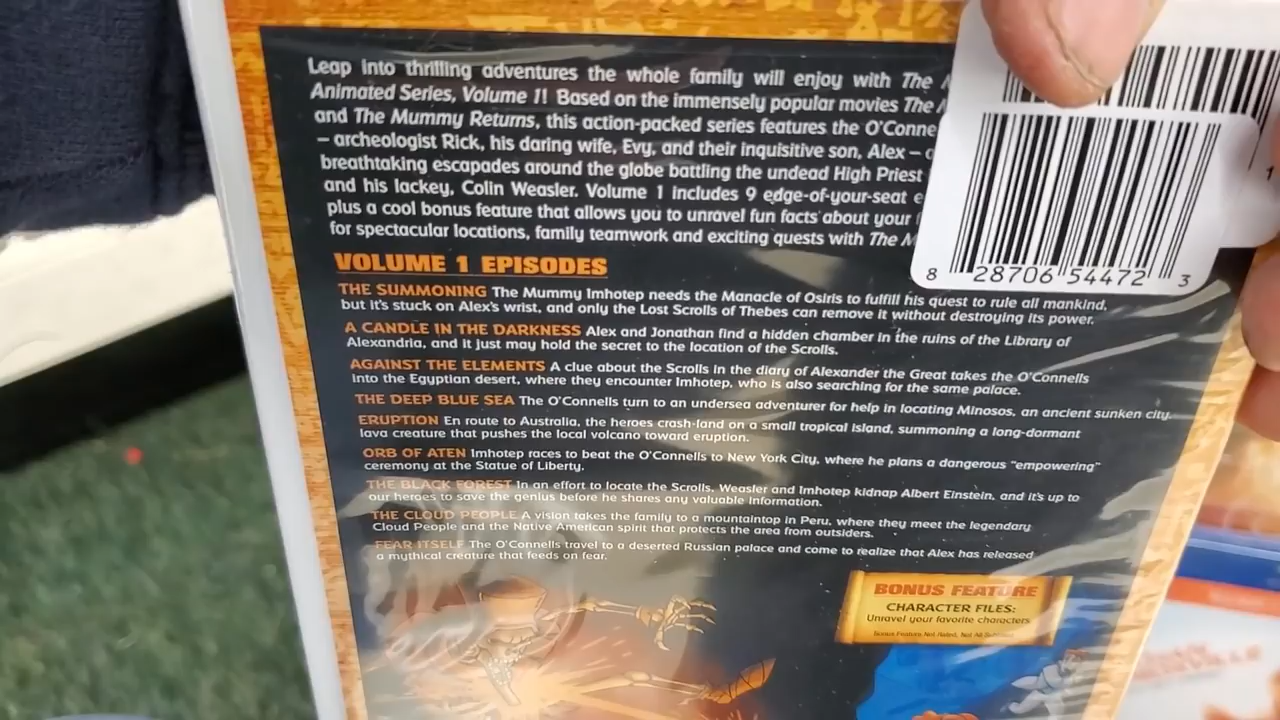 Leap into thrilling adventures the whole family will enjoy with The
Animated Series, Volume 1! Based on the immensely popular movies The
and The Mummy Returns, this action-packed series features the O'Conne
– archeologist Rick, his daring wife, Evy, and their inquisitive son, Alex –
breathtaking escapades around the globe battling the undead High Priest
and his lackey, Colin Weasler. Volume 1 includes 9 edge-of-your-seat e
plus a cool bonus feature that allows you to unravel fun facts about your
for spectacular locations, family teamwork and exciting quests with The M
8 28706 54472 3
VOLUME 1 EPISODES
THE SUMMONING The Mummy Imhotep needs the Manacle of Osiris to fulfill his quest to rule all mankind,
but it's stuck on Alex's wrist, and only the Lost Scrolls of Thebes can remove it without destroying its power.
A CANDLE IN THE DARKNESS Alex and Jonathan find a hidden chamber in the ruins of the Library of
Alexandria, and it just may hold the secret to the location of the Scrolls.
AGAINST THE ELEMENTS A clue about the Scrolls in the diary of Alexander the Great takes the O'Connells
into the Egyptian desert, where they encounter Imhotep, who is also searching for the same palace.
THE DEEP BLUE SEA The O'Connells turn to an undersea adventurer for help in locating Minosos, an ancient sunken city.
ERUPTION En route to Australia, the heroes crash-land on a small tropical island, summoning a long-dormant
lava creature that pushes the local volcano toward eruption.
ORB OF ATEN Imhotep races to beat the O'Connells to New York City, where he plans a dangerous "empowering"
ceremony at the Statue of Liberty.
THE BLACK FOREST In an effort to locate the Scrolls, Weasler and Imhotep kidnap Albert Einstein, and it's up to
our heroes to save the genius before he shares any valuable information.
THE CLOUD PEOPLE A vision takes the family to a mountaintop in Peru, where they meet the legendary
Cloud People and the Native American spirit that protects the area from outsiders.
FEAR ITSELF The O'Connells travel to a deserted Russian palace and come to realize that Alex has released
a mythical creature that feeds on fear.
BONUS FEATURE
CHARACTER FILES:
Unravel your favorite characters
Bonus Feature Not Rated, Not All